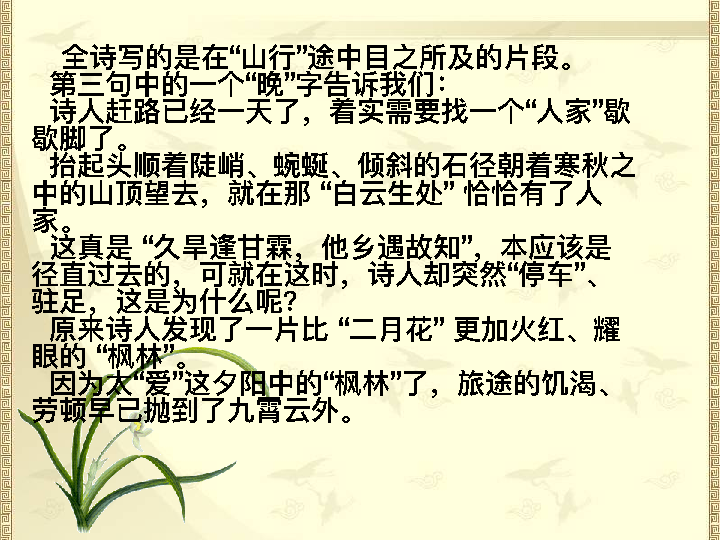 全诗写的是在“山行”途中目之所及的片段。
第三句中的一个“晚”字告诉我们：
诗人赶路已经一天了，着实需要找一个“人家”歇
歇脚了。
抬起头顺着陡峭、蜿蜒、倾斜的石径朝着寒秋之
中的山顶望去，就在那 “白云生处” 恰恰有了人
家。
这真是 “久旱逢甘霖，他乡遇故知”，本应该是
径直过去的，可就在这时，诗人却突然“停车”、
驻足，这是为什么呢？
原来诗人发现了一片比 “二月花” 更加火红、耀
眼的 “枫林”。
因为太“爱”这夕阳中的“枫林”了，旅途的饥渴、
劳顿早已抛到了九霄云外。